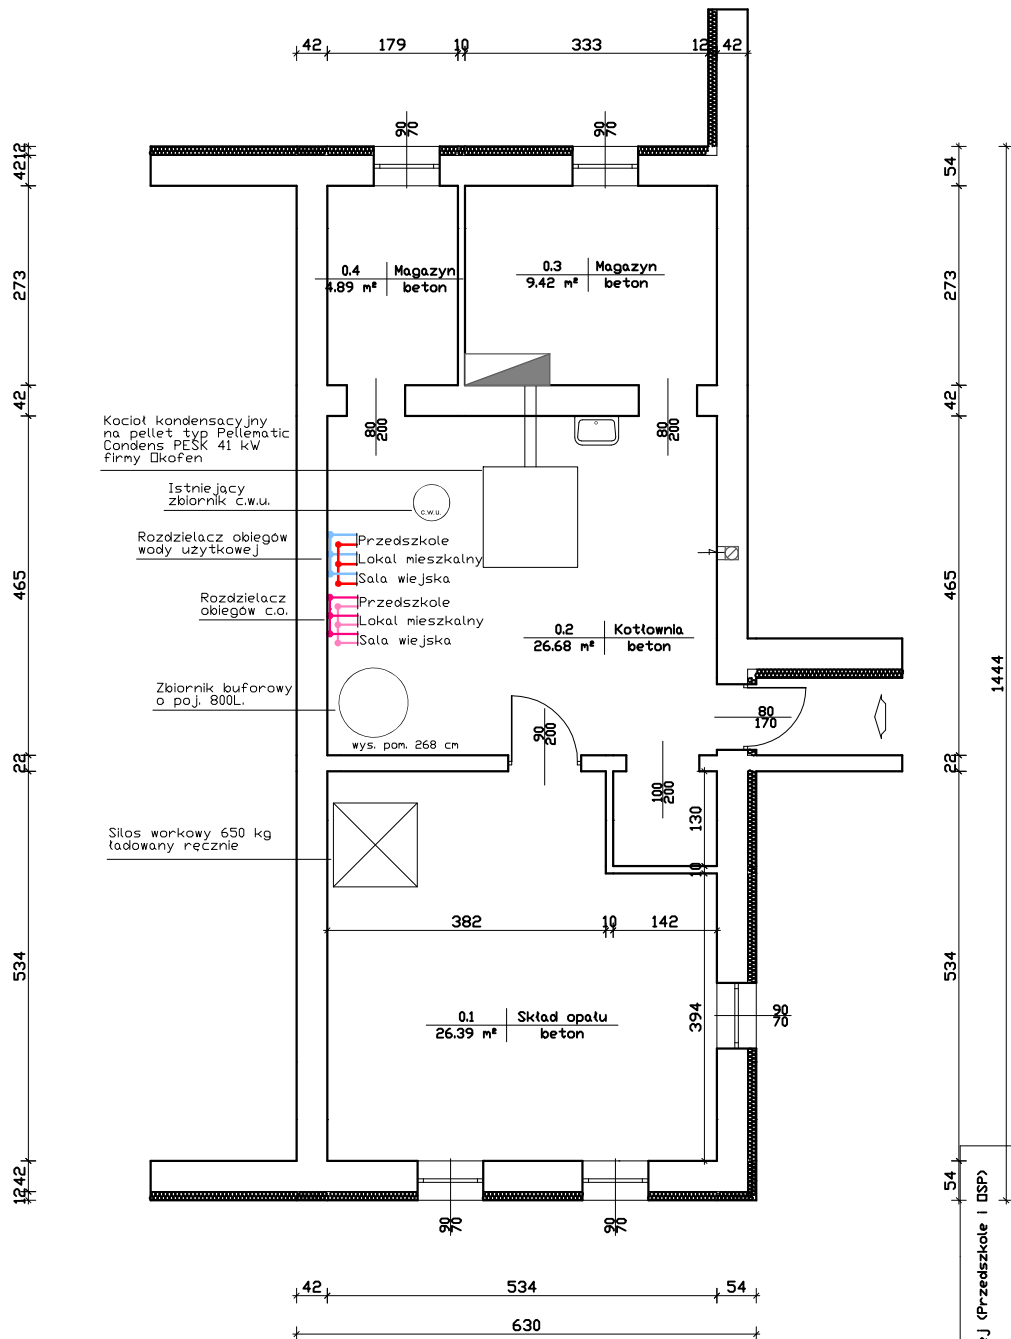 42 179 10 333 12 42
90
70
90
70
12
42
54
0.4 Magazyn
4.89 m² beton
0.3 Magazyn
9.42 m² beton
273
273
42
42
80
200
80
200
Kocioł kondensacyjny
na pellet typ Pellematic
Condens PESK 41 kW
firmy □kofen
Istniejący
zbiornik c.w.u.
c.w.u.
Rozdzielacz obiegów
wody użytkowej
Przedszkole
Lokal mieszkalny
Sala wiejska
Rozdzielacz
obiegów c.o.
Przedszkole
Lokal mieszkalny
Sala wiejska
465
465
0.2 Kotłownia
26.68 m² beton
1444
Zbiornik buforowy
o poj. 800L.
wys. pom. 268 cm
90
200
80
170
22
22
100
200
130
10
Silos workowy 650 kg
ładowany ręcznie
382 10 142
534
534
394
0.1 Skład opału
26.39 m² beton
90
70
42
12
54
90
70
90
70
(Przedszkole i □SP)
42 534 54
630